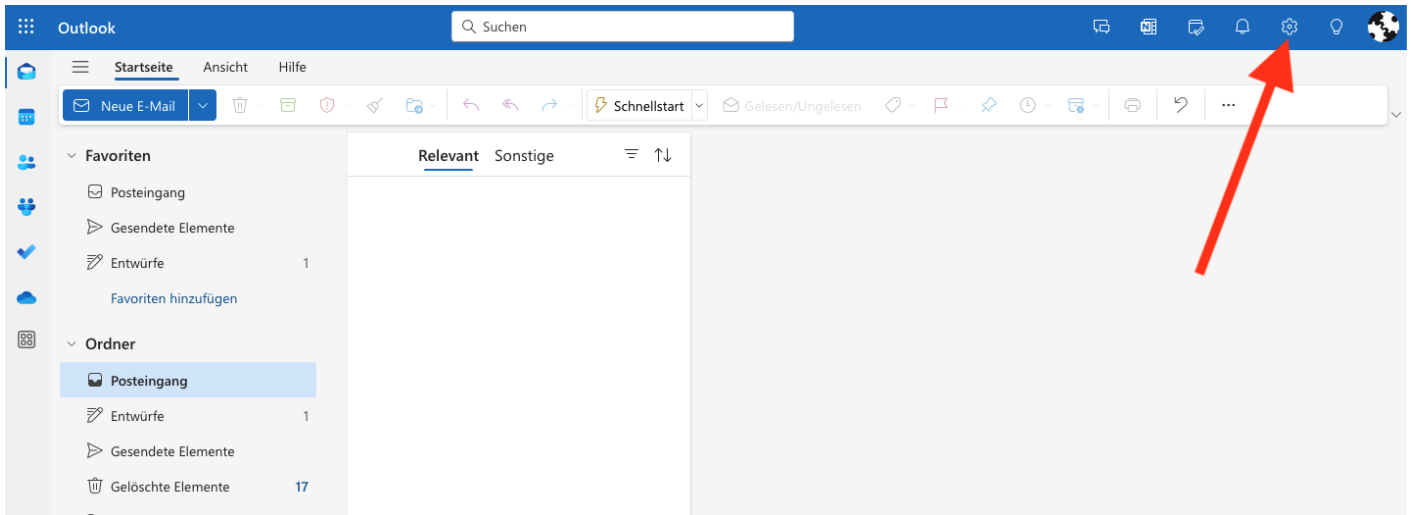 Outlook
Suchen
Startseite Ansicht Hilfe
Neue E-Mail Schnellstart Gelesen/Ungelesen ...
Favoriten
Relevant Sonstige
Posteingang
Gesendete Elemente
Entwürfe 1
Favoriten hinzufügen
Ordner
Posteingang
Entwürfe 1
Gesendete Elemente
Gelöschte Elemente 17